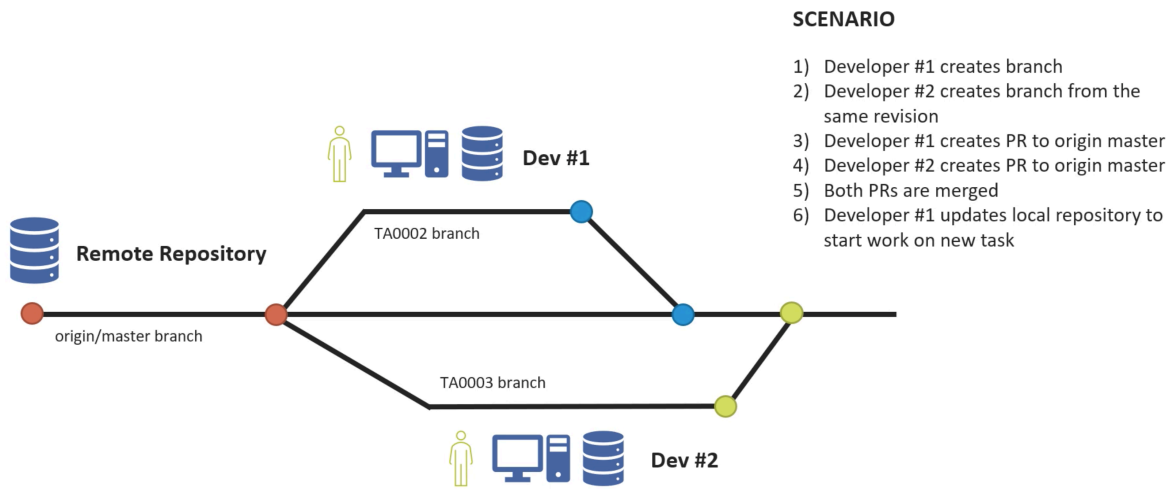 SCENARIO
1) Developer #1 creates branch
2) Developer #2 creates branch from the
same revision
3) Developer #1 creates PR to origin master
4) Developer #2 creates PR to origin master
5) Both PRs are merged
6) Developer #1 updates local repository to
start work on new task
Dev #1
TA0002 branch
Remote Repository
origin/master branch
TA0003 branch
Dev #2